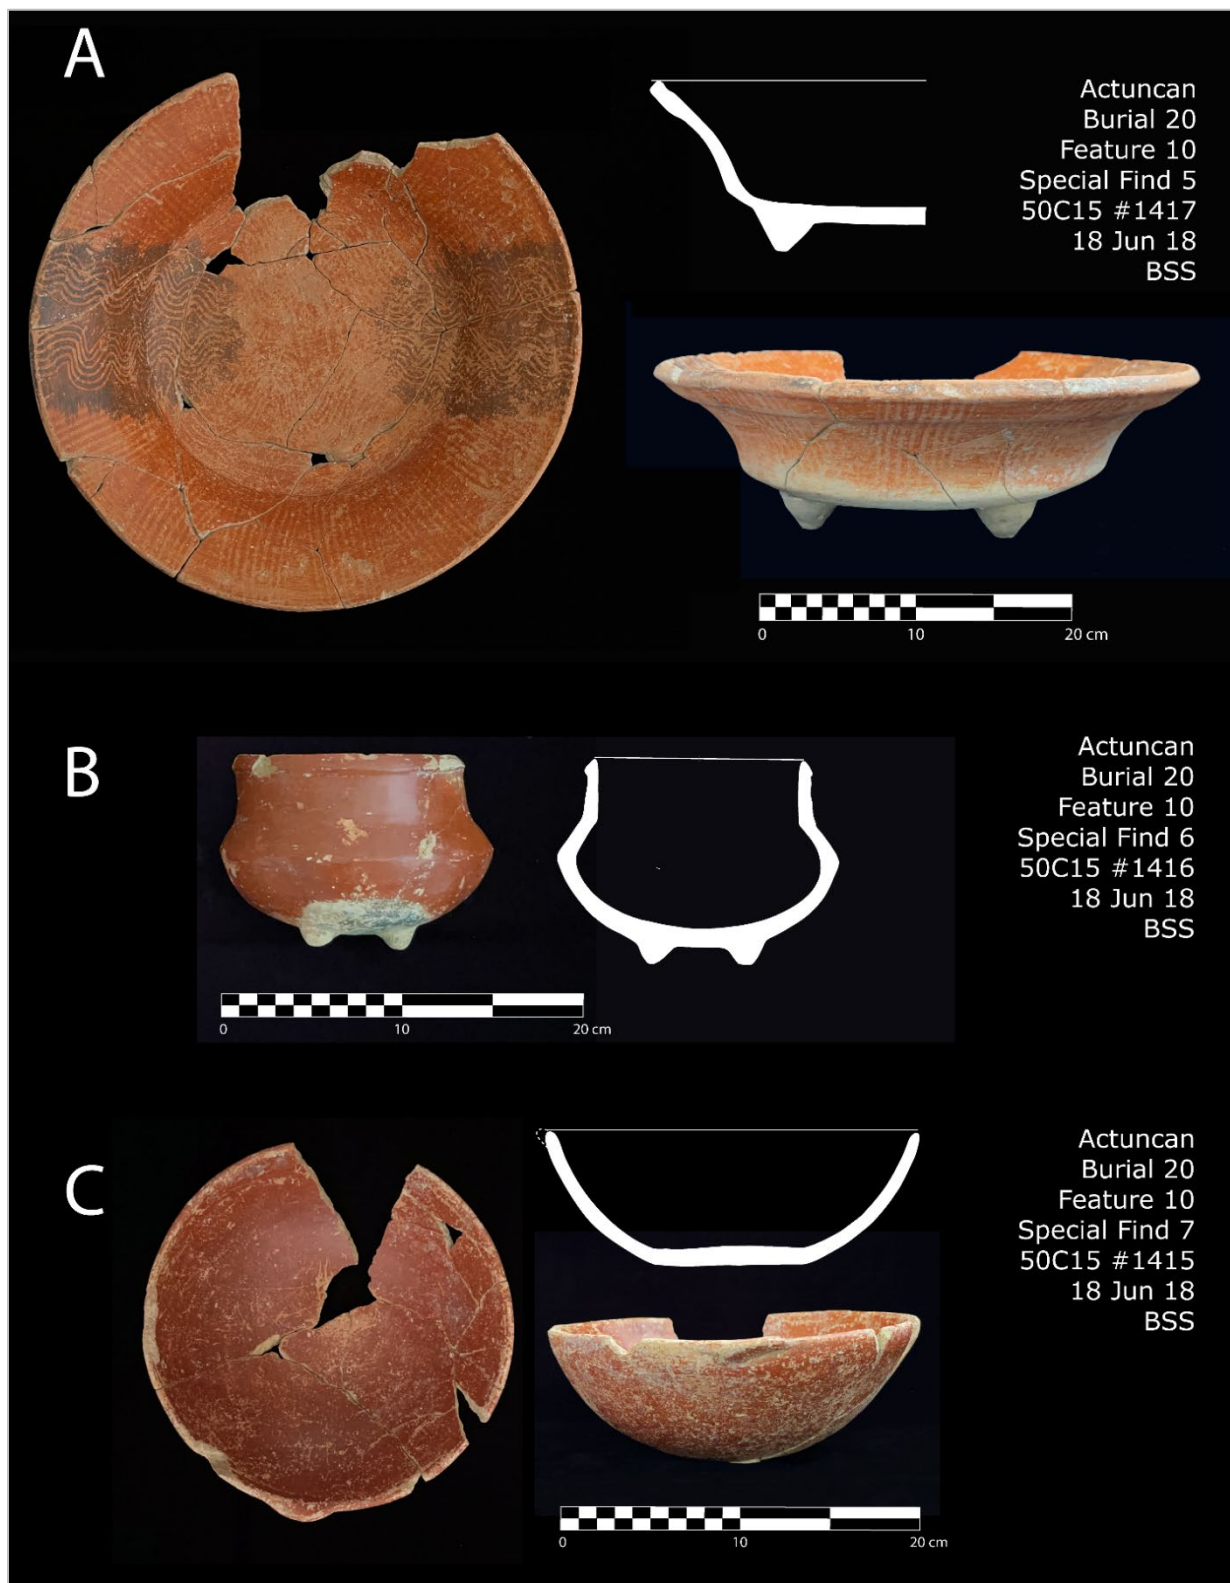 A
Actuncan
Burial 20
Feature 10
Special Find 5
50C15 #1417
18 Jun 18
BSS
0 10 20 cm
B
Actuncan
Burial 20
Feature 10
Special Find 6
50C15 #1416
18 Jun 18
BSS
0 10 20 cm
C
Actuncan
Burial 20
Feature 10
Special Find 7
50C15 #1415
18 Jun 18
BSS
0 10 20 cm